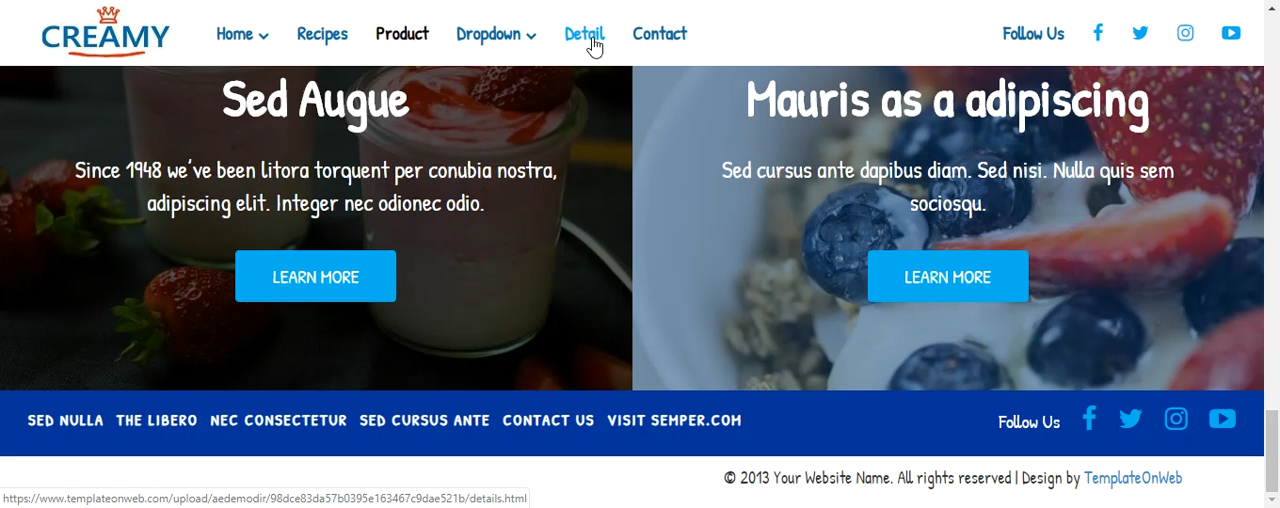 CREAMY Home Recipes Product Dropdown Detail Contact Follow Us
Sed Augue
Since 1948 we've been litora torquent per conubia nostra,
adipiscing elit. Integer nec odionec odio.
LEARN MORE
Mauris as a adipiscing
Sed cursus ante dapibus diam. Sed nisi. Nulla quis sem
sociosqu.
LEARN MORE
SED NULLA THE LIBERO NEC CONSECTETUR SED CURSUS ANTE CONTACT US VISIT SEMPER.COM Follow Us
© 2013 Your Website Name. All rights reserved | Design by TemplateOnWeb
https://www.templateonweb.com/upload/aedemodir/98dce83da57b0395e163467c9dae521b/details.html